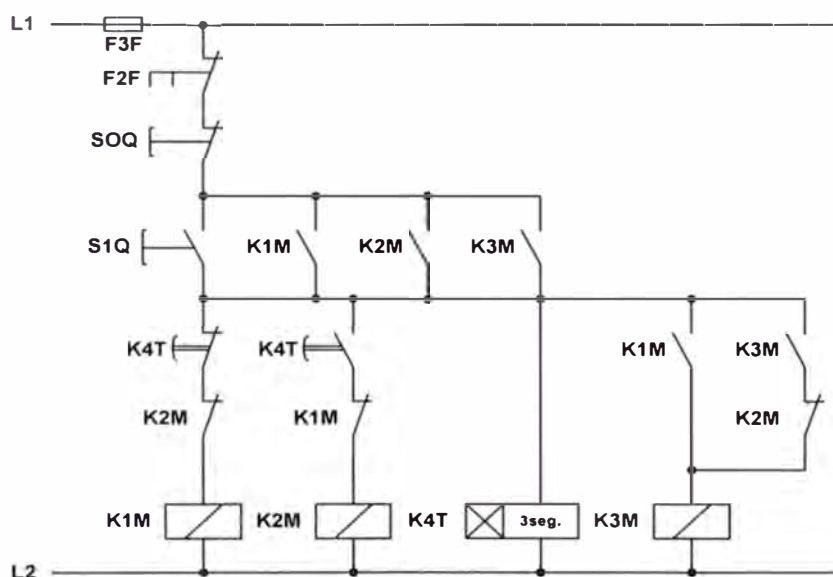 L1
F3F
F2F
SOQ
S1Q K1M K2M K3M
K4T K4T K1M K3M
K2M K1M K2M
K1M K2M K4T 3seg. K3M
L2